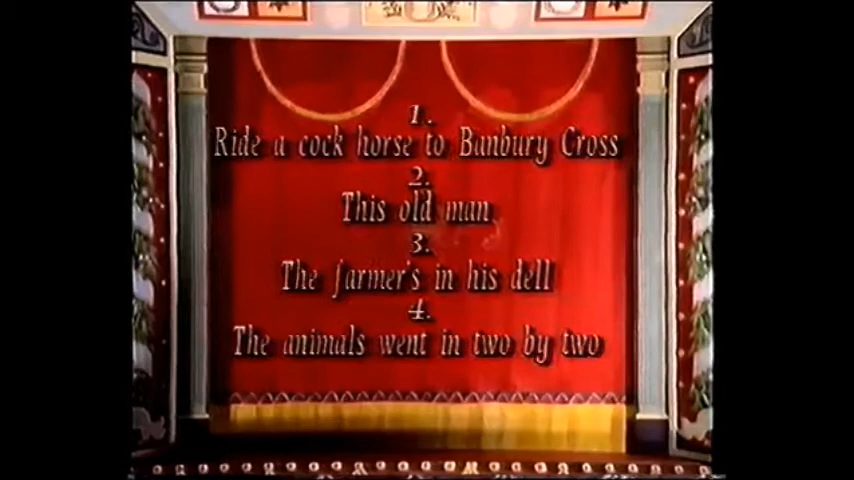 1.
Ride a cock horse to Banbury Cross
2.
This old man
3.
The farmer's in his dell
4.
The animals went in two by two